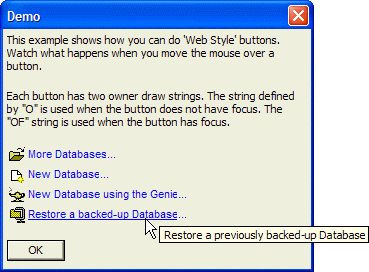 Demo
This example shows how you can do 'Web Style' buttons.
Watch what happens when you move the mouse over a
button.
Each button has two owner draw strings. The string defined
by "O" is used when the button does not have focus. The
"OF" string is used when the button has focus.
More Databases...
New Database...
New Database using the Genie...
Restore a backed-up Database...
Restore a previously backed-up Database
OK